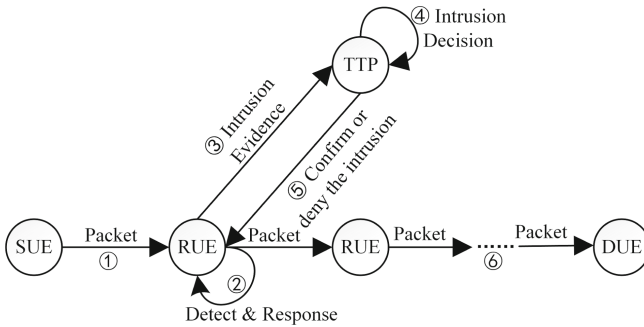 ④ Intrusion
Decision
TTP
③ Intrusion
Evidence
⑤ Confirm or
deny the intrusion
SUE
Packet
①
RUE
Packet
RUE
Packet
⑥
Packet
DUE
②
Detect & Response